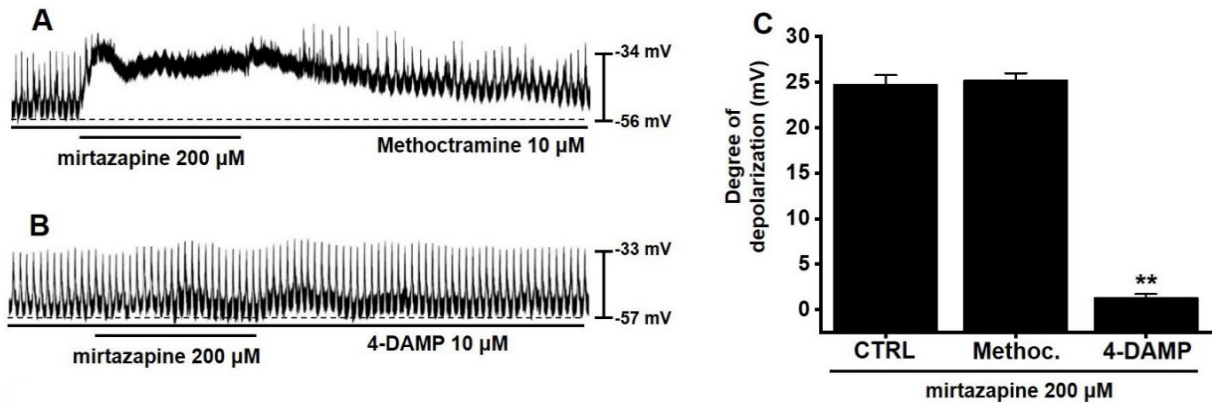 A
-34 mV
-56 mV
mirtazapine 200 µM
Methoctramine 10 µM
B
-33 mV
-57 mV
mirtazapine 200 µM
4-DAMP 10 µM
C
Degree of
depolarization (mV)
30
25
20
15
10
5
0
**
CTRL Methoc. 4-DAMP
mirtazapine 200 µM